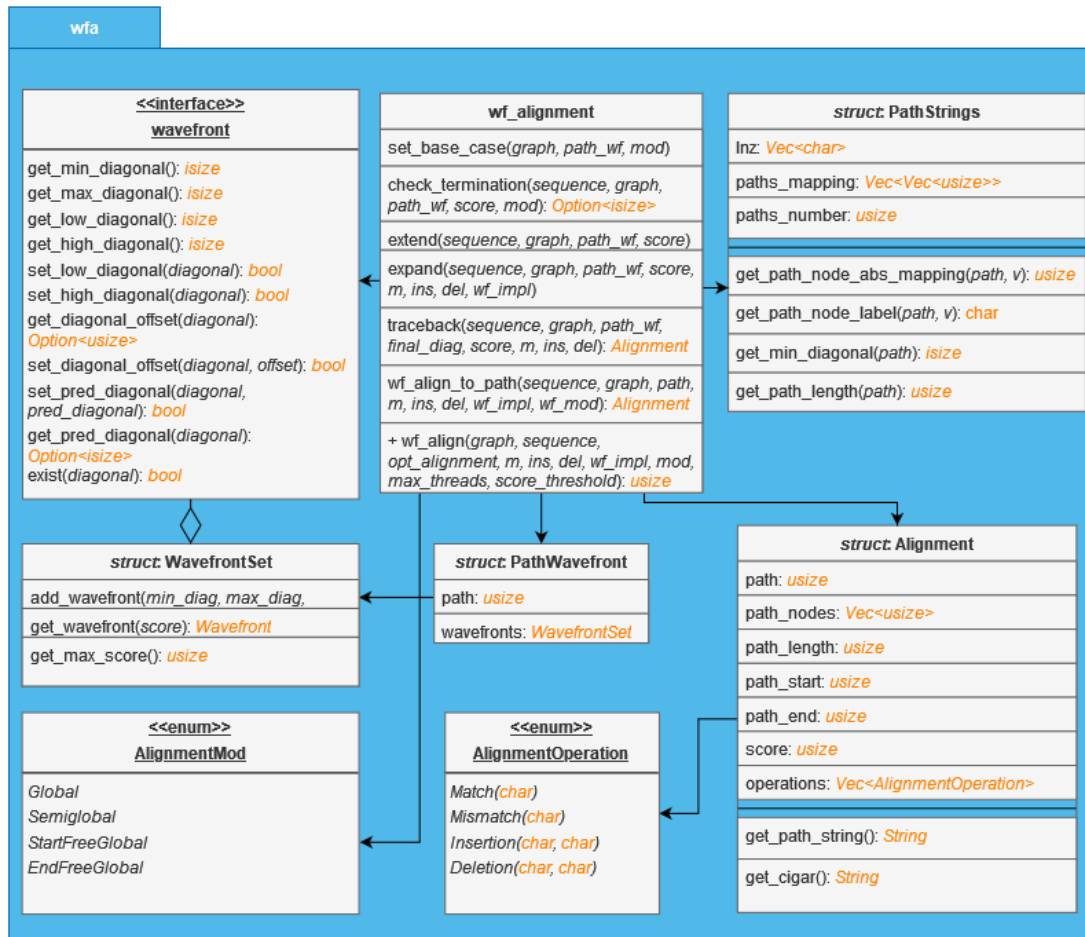 wfa
<<interface>>
wavefront
get_min_diagonal(): isize
get_max_diagonal(): isize
get_low_diagonal(): isize
get_high_diagonal(): isize
set_low_diagonal(diagonal): bool
set_high_diagonal(diagonal): bool
get_diagonal_offset(diagonal):
Option<usize>
set_diagonal_offset(diagonal, offset): bool
set_pred_diagonal(diagonal,
pred_diagonal): bool
get_pred_diagonal(diagonal):
Option<isize>
exist(diagonal): bool
wf_alignment
set_base_case(graph, path_wf, mod)
check_termination(sequence, graph,
path_wf, score, mod): Option<isize>
extend(sequence, graph, path_wf, score)
expand(sequence, graph, path_wf, score,
m, ins, del, wf_impl)
traceback(sequence, graph, path_wf,
final_diag, score, m, ins, del): Alignment
wf_align_to_path(sequence, graph, path,
m, ins, del, wf_impl, wf_mod): Alignment
+ wf_align(graph, sequence,
opt_alignment, m, ins, del, wf_impl, mod,
max_threads, score_threshold): usize
struct: PathStrings
lnz: Vec<char>
paths_mapping: Vec<Vec<usize>>
paths_number: usize
get_path_node_abs_mapping(path, v): usize
get_path_node_label(path, v): char
get_min_diagonal(path): isize
get_path_length(path): usize
struct: WavefrontSet
add_wavefront(min_diag, max_diag,
get_wavefront(score): Wavefront
get_max_score(): usize
struct: PathWavefront
path: usize
wavefronts: WavefrontSet
struct: Alignment
path: usize
path_nodes: Vec<usize>
path_length: usize
path_start: usize
path_end: usize
score: usize
operations: Vec<AlignmentOperation>
get_path_string(): String
get_cigar(): String
<<enum>>
AlignmentMod
Global
Semiglobal
StartFreeGlobal
EndFreeGlobal
<<enum>>
AlignmentOperation
Match(char)
Mismatch(char)
Insertion(char, char)
Deletion(char, char)